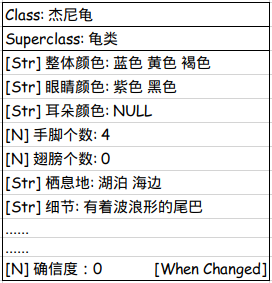 Class: 杰尼龟
Superclass: 龟类
[Str] 整体颜色: 蓝色 黄色 褐色
[Str] 眼睛颜色: 紫色 黑色
[Str] 耳朵颜色: NULL
[N] 手脚个数: 4
[N] 翅膀个数: 0
[Str] 栖息地: 湖泊 海边
[Str] 细节: 有着波浪形的尾巴
......
......
[N] 确信度：0 [When Changed]